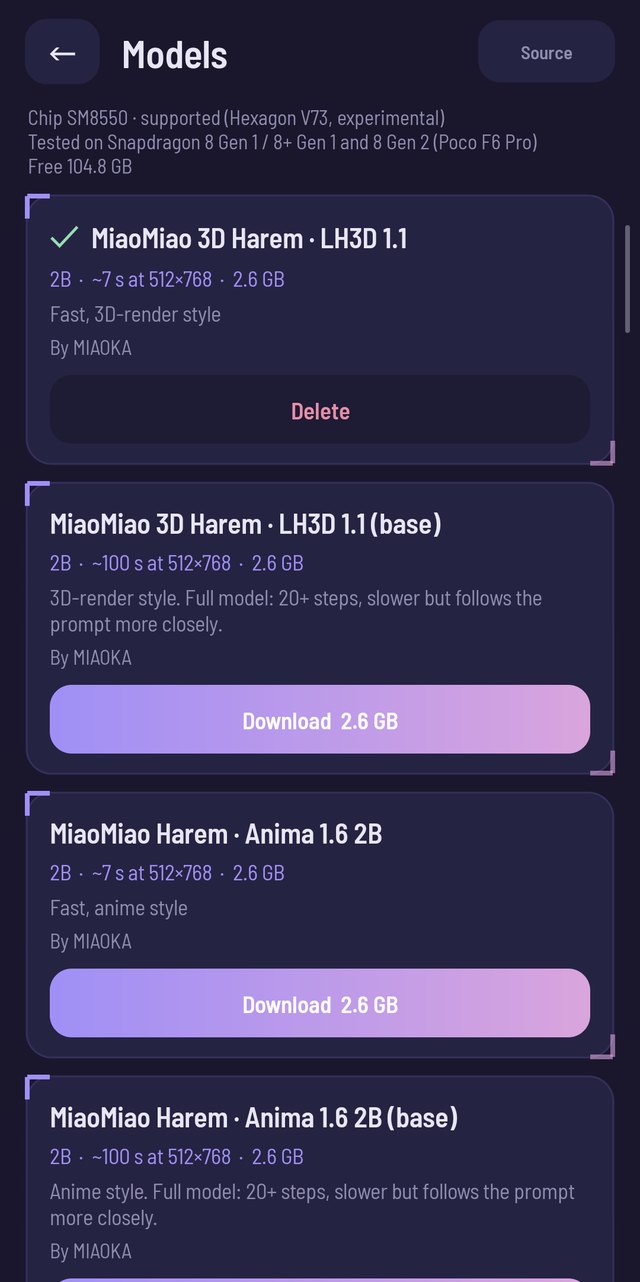 ← Models
Source
Chip SM8550 · supported (Hexagon V73, experimental)
Tested on Snapdragon 8 Gen 1 / 8+ Gen 1 and 8 Gen 2 (Poco F6 Pro)
Free 104.8 GB
MiaoMiao 3D Harem · LH3D 1.1
2B · ~7 s at 512×768 · 2.6 GB
Fast, 3D-render style
By MIAOKA
Delete
MiaoMiao 3D Harem · LH3D 1.1 (base)
2B · ~100 s at 512×768 · 2.6 GB
3D-render style. Full model: 20+ steps, slower but follows the
prompt more closely.
By MIAOKA
Download 2.6 GB
MiaoMiao Harem · Anima 1.6 2B
2B · ~7 s at 512×768 · 2.6 GB
Fast, anime style
By MIAOKA
Download 2.6 GB
MiaoMiao Harem · Anima 1.6 2B (base)
2B · ~100 s at 512×768 · 2.6 GB
Anime style. Full model: 20+ steps, slower but follows the prompt
more closely.
By MIAOKA